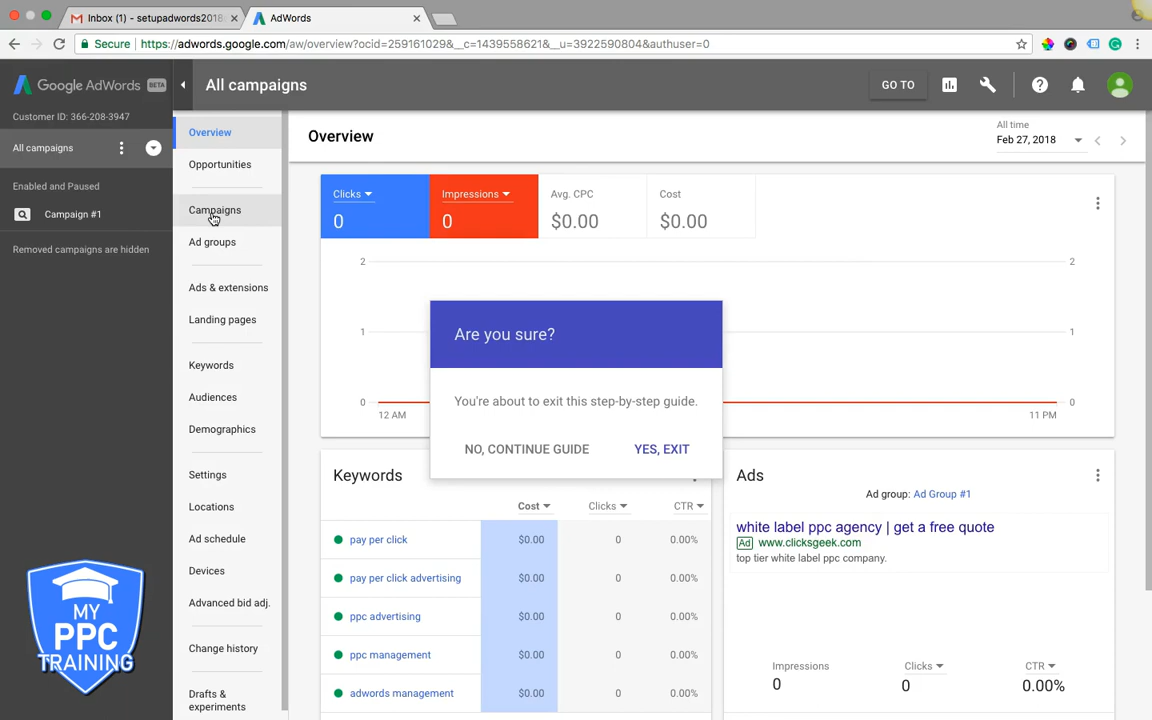 Inbox (1) - setupadwords2018
AdWords
Secure
https://adwords.google.com/aw/overview?ocid=259161029&__c=1439558621&__u=3922590804&authuser=0
Google AdWords
BETA
All campaigns
GO TO
Customer ID: 366-208-3947
All campaigns
Enabled and Paused
Campaign #1
Removed campaigns are hidden
Overview
Opportunities
Campaigns
Ad groups
Ads & extensions
Landing pages
Keywords
Audiences
Demographics
Settings
Locations
Ad schedule
Devices
Advanced bid adj.
Change history
Drafts &
experiments
Overview
All time
Feb 27, 2018
Clicks
0
Impressions
0
Avg. CPC
$0.00
Cost
$0.00
2
2
1
1
0
0
12 AM
11 PM
Are you sure?
You're about to exit this step-by-step guide.
NO, CONTINUE GUIDE
YES, EXIT
Keywords
Cost
Clicks
CTR
pay per click
$0.00
0
0.00%
pay per click advertising
$0.00
0
0.00%
ppc advertising
$0.00
0
0.00%
ppc management
$0.00
0
0.00%
adwords management
$0.00
0
0.00%
Ads
Ad group: Ad Group #1
white label ppc agency | get a free quote
Ad www.clicksgeek.com
top tier white label ppc company.
Impressions
0
Clicks
0
CTR
0.00%
MY
PPC
TRAINING